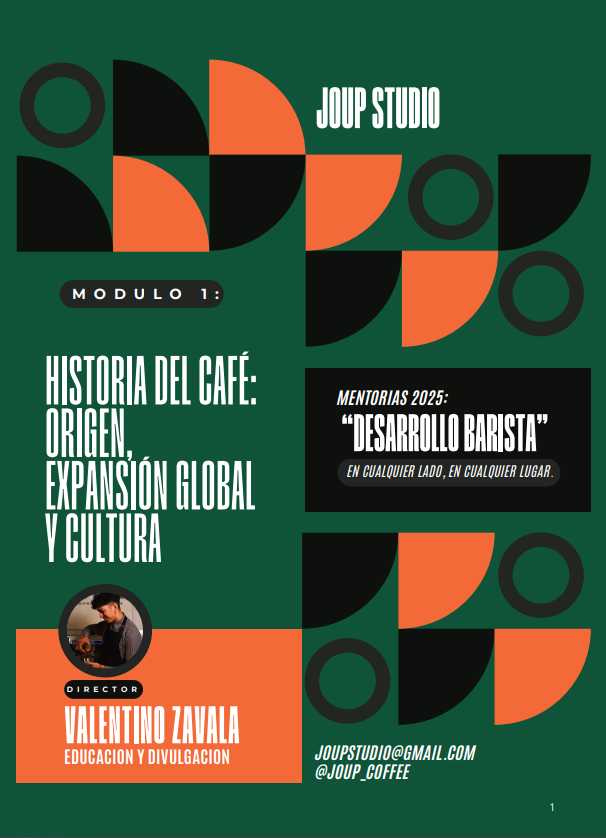 JOUP STUDIO
MODULO 1:
HISTORIA DEL CAFÉ:
ORIGEN,
EXPANSIÓN GLOBAL
Y CULTURA
MENTORIAS 2025:
“DESARROLLO BARISTA”
EN CUALQUIER LADO, EN CUALQUIER LUGAR.
DIRECTOR
VALENTINO ZAVALA
EDUCACION Y DIVULGACION
JOUPSTUDIO@GMAIL.COM
@JOUP_COFFEE
1